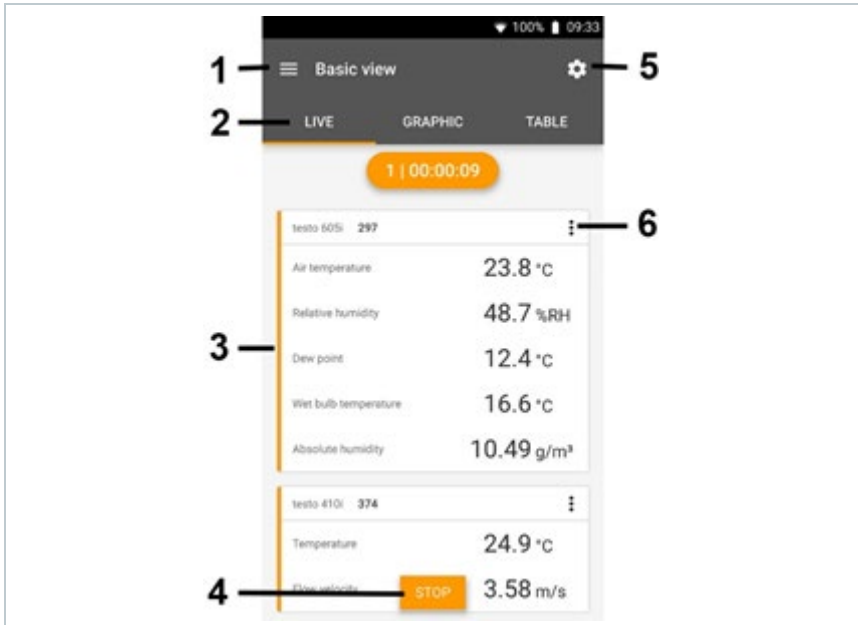 100% 09:33
1 Basic view 5
2 LIVE GRAPHIC TABLE
1 | 00:00:09
testo 605i 297 6
Air temperature 23.8 °C
Relative humidity 48.7 %RH
3
Dew point 12.4 °C
Wet bulb temperature 16.6 °C
Absolute humidity 10.49 g/m³
testo 410i 374
Temperature 24.9 °C
4 Flow velocity STOP 3.58 m/s